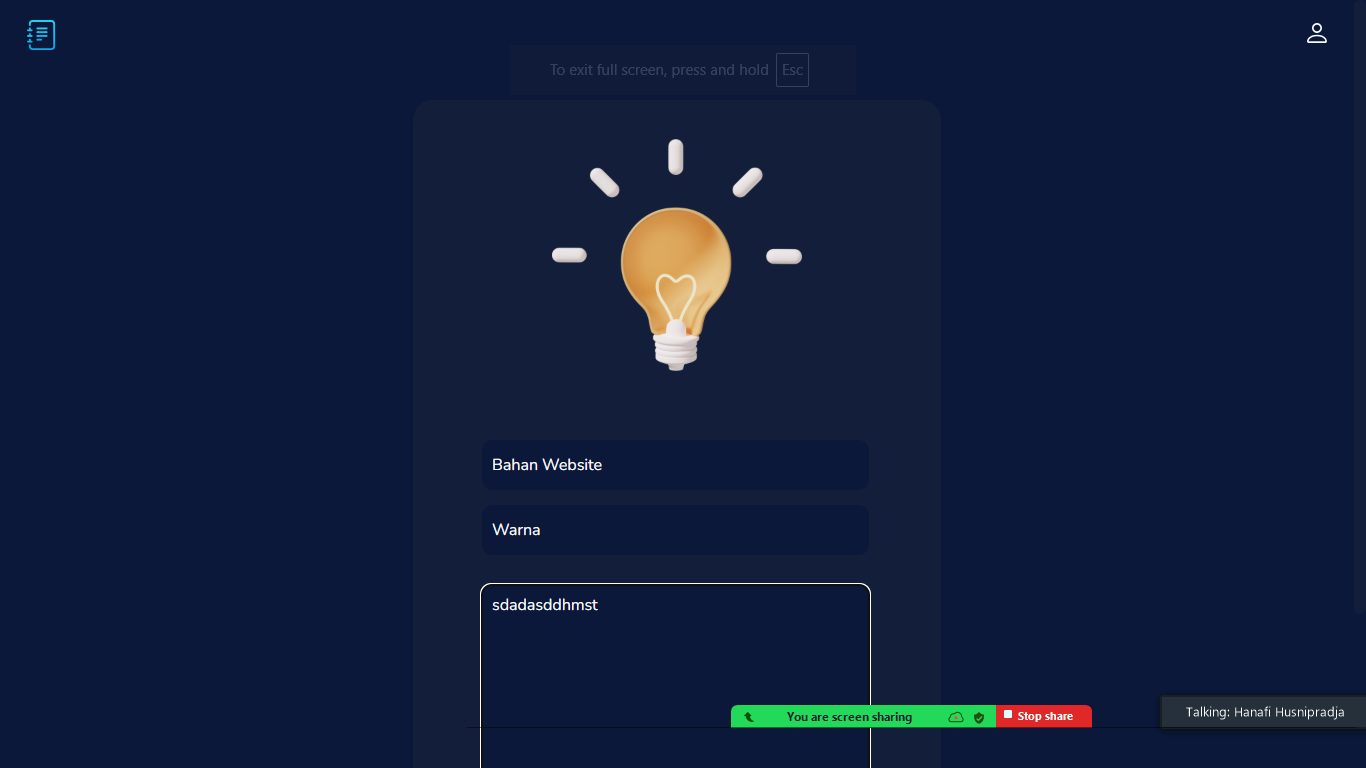 To exit full screen, press and hold Esc
Bahan Website
Warna
sdadasddhmst
You are screen sharing
Stop share
Talking: Hanafi Husnipradja